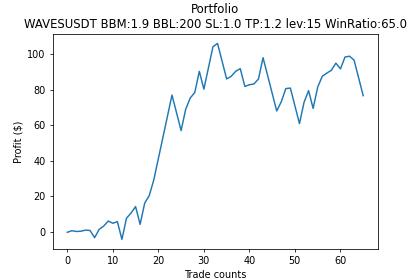 Portfolio
WAVESUSDT BBM:1.9 BBL:200 SL:1.0 TP:1.2 lev:15 WinRatio:65.0
Profit ($)
100
80
60
40
20
0
0 10 20 30 40 50 60
Trade counts